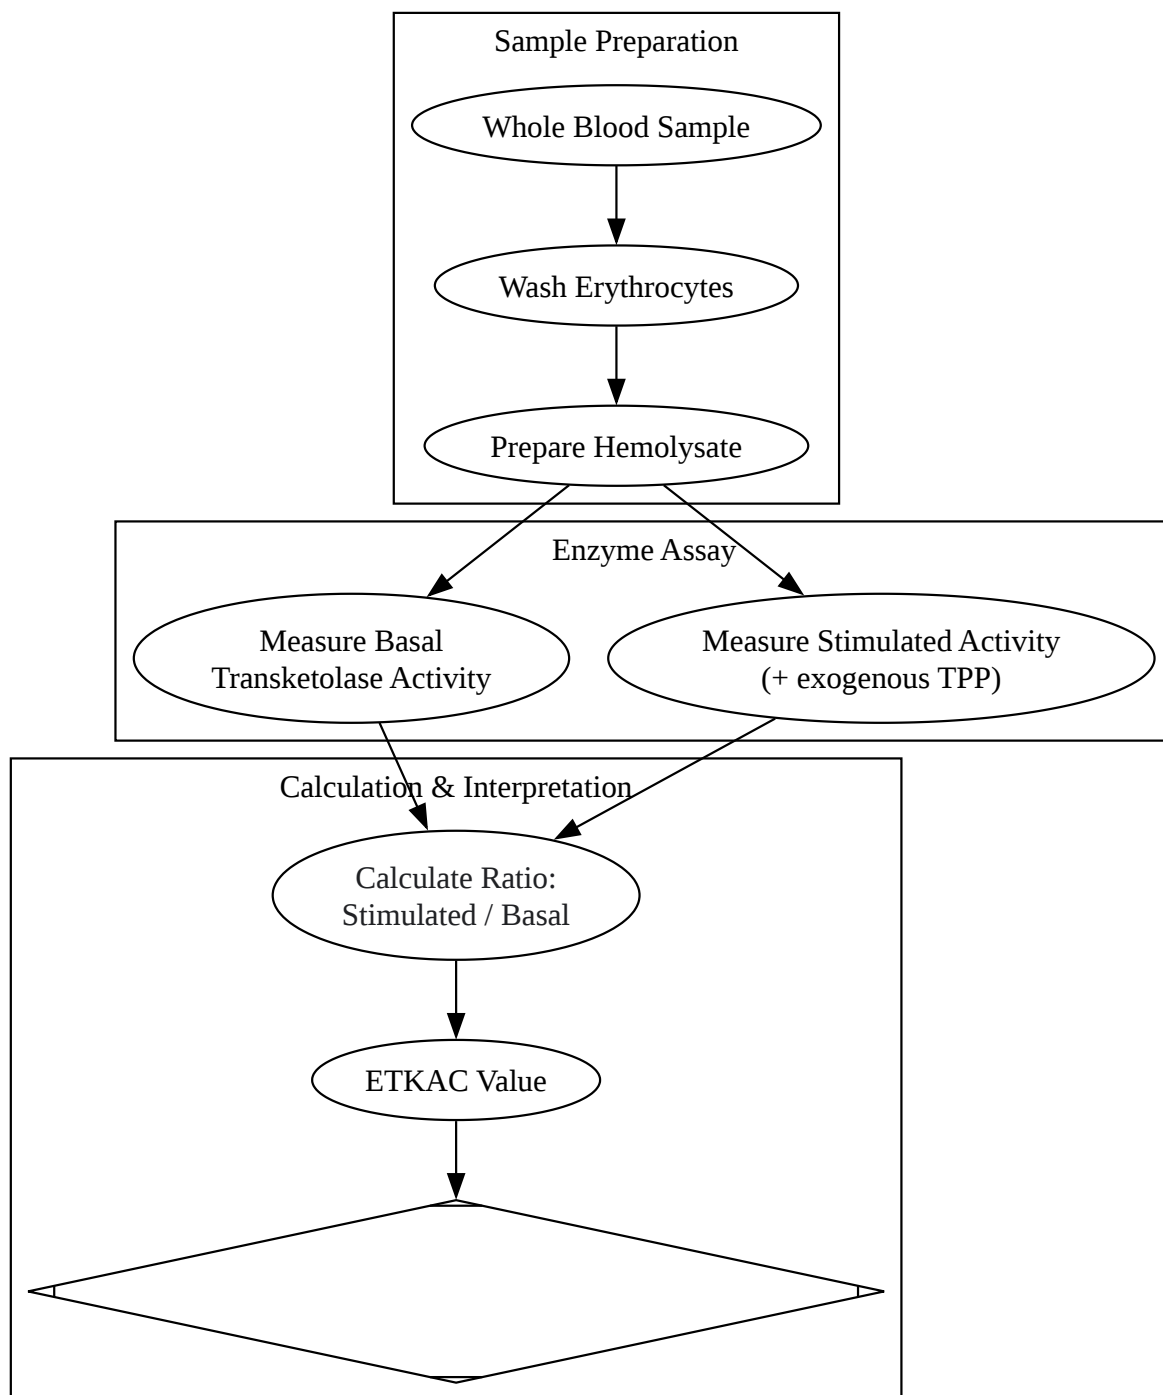 Sample Preparation
Whole Blood Sample
Wash Erythrocytes
Prepare Hemolysate
Enzyme Assay
Measure Basal
Transketolase Activity
Measure Stimulated Activity
(+ exogenous TPP)
Calculation & Interpretation
Calculate Ratio:
Stimulated / Basal
ETKAC Value